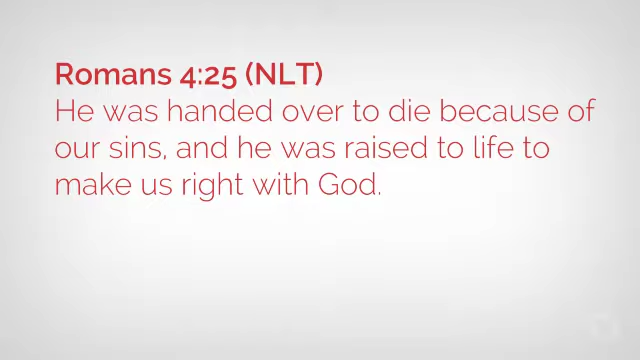 Romans 4:25 (NLT)
He was handed over to die because of
our sins, and he was raised to life to
make us right with God.